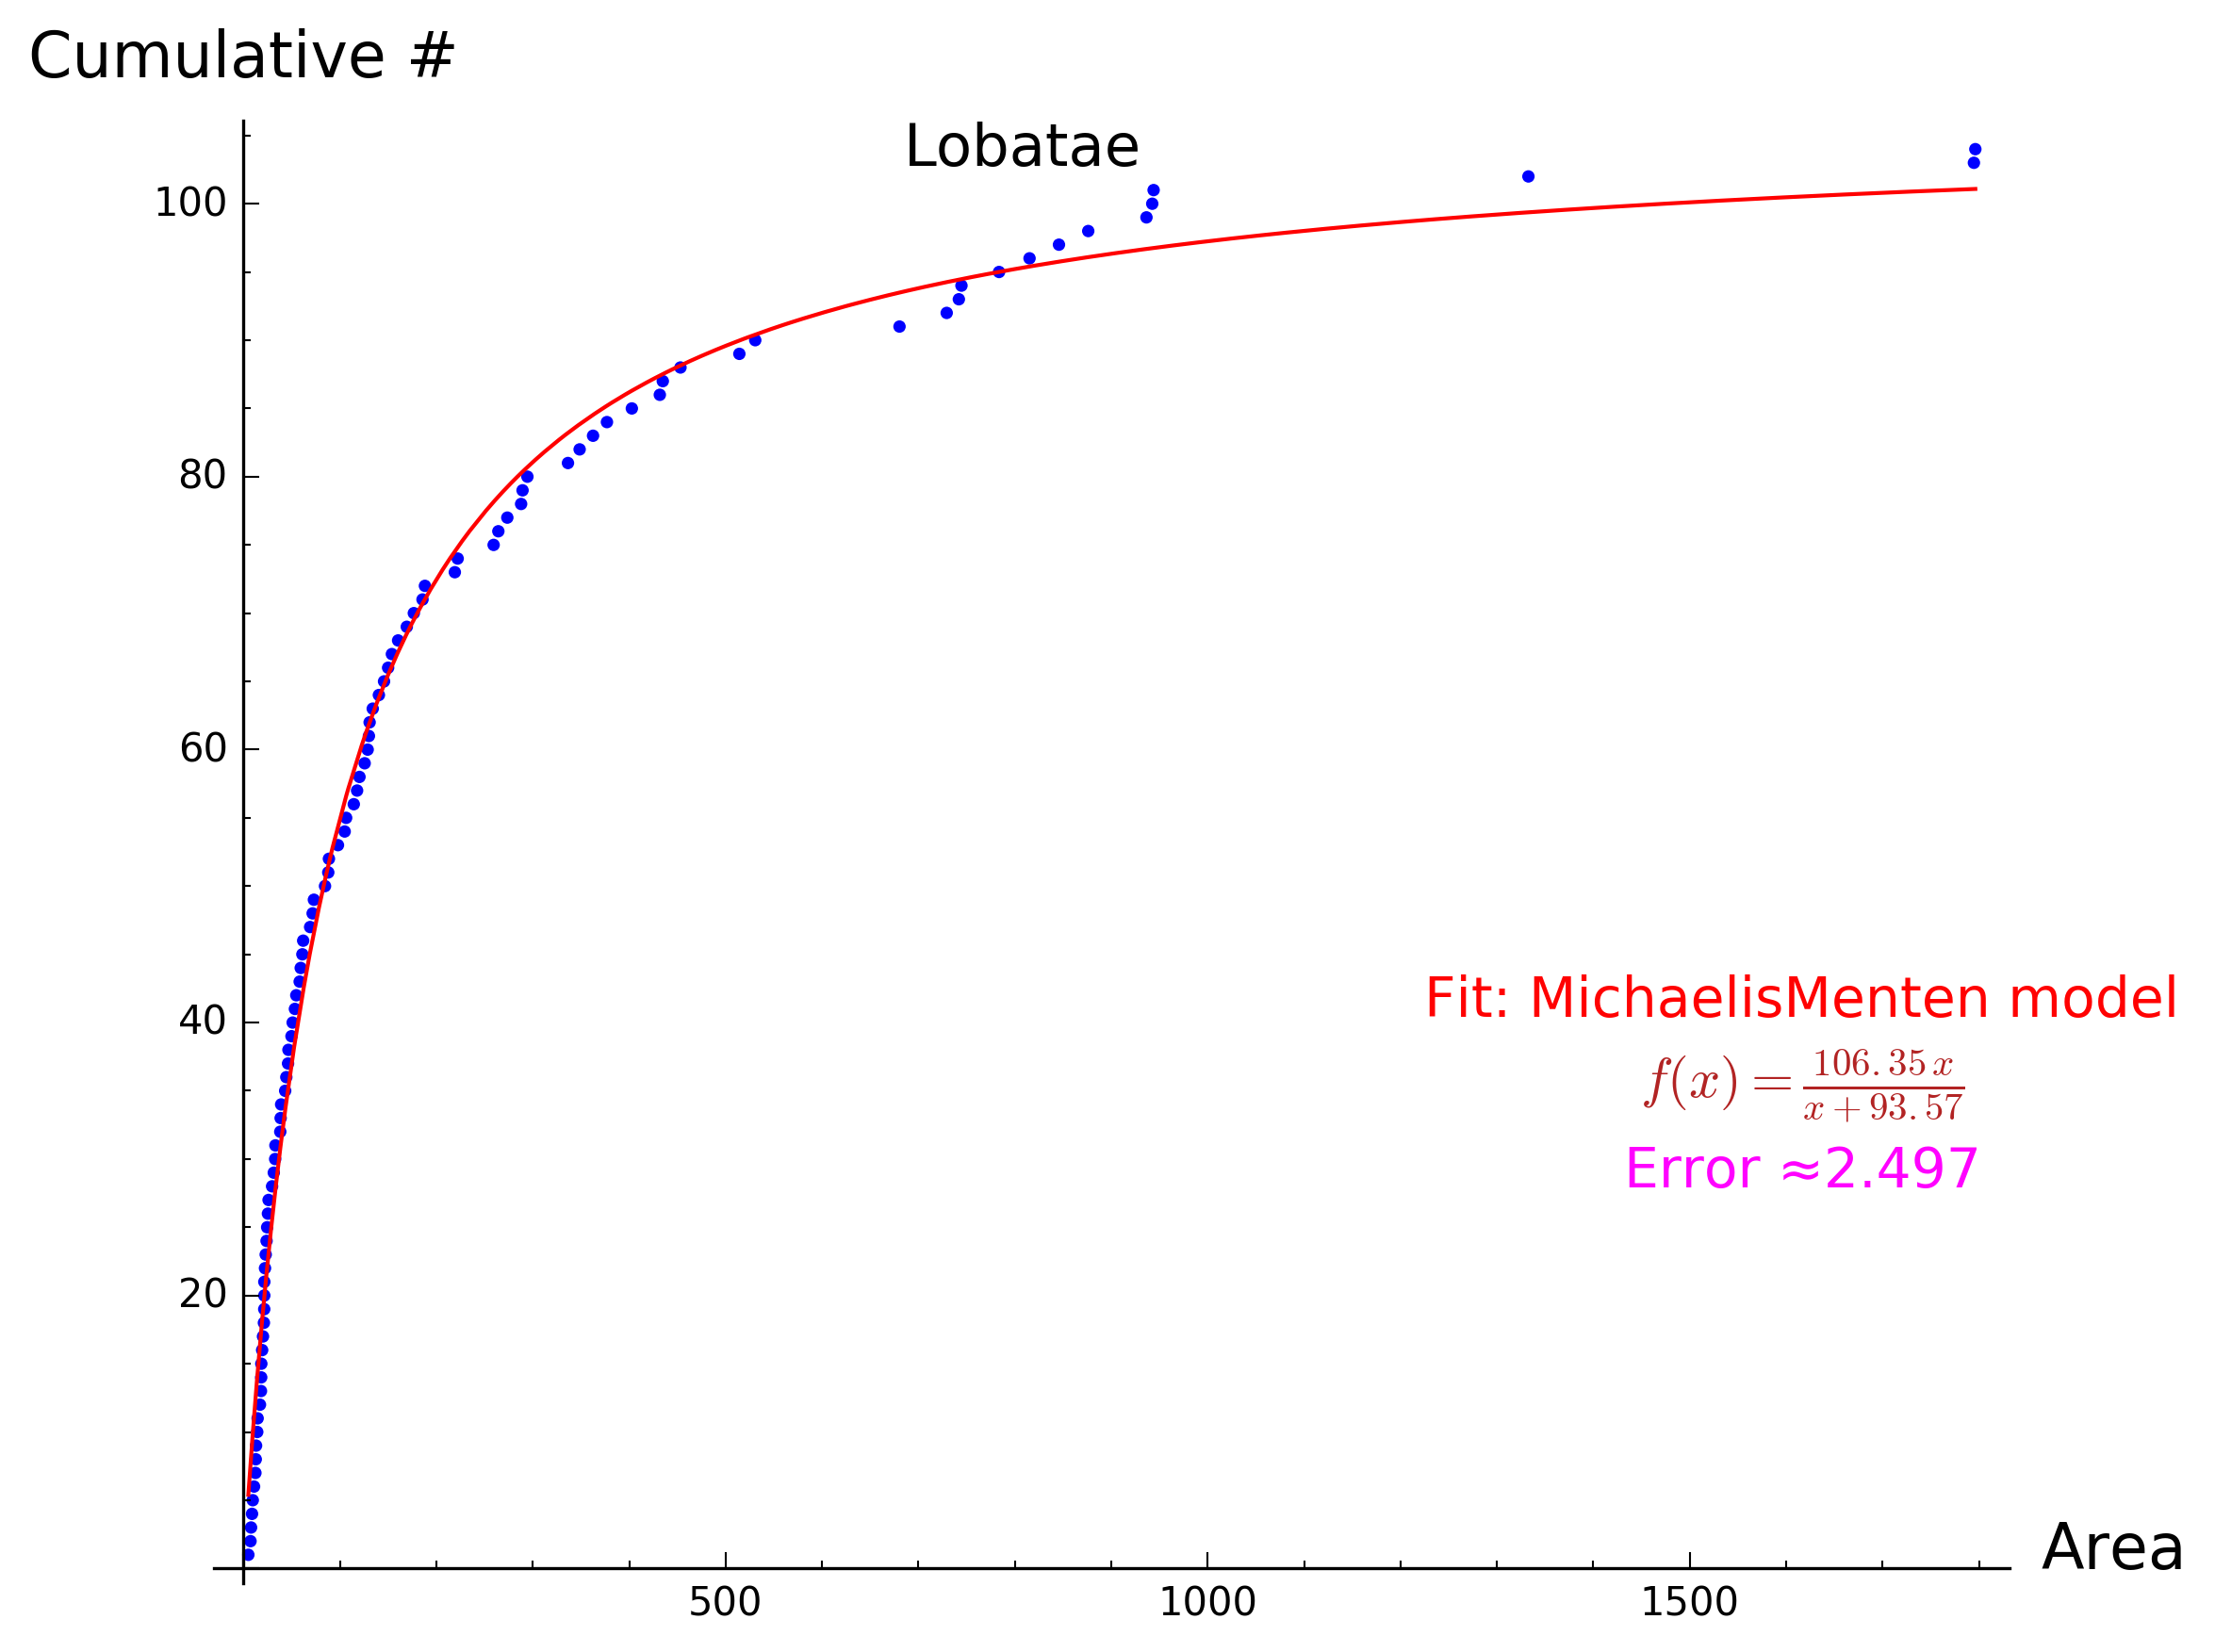 Cumulative #
Lobatae
100
80
60
40
20
Fit: MichaelisMenten model
f(x) = 106.35x / x + 93.57
Error ≈2.497
Area
500 1000 1500